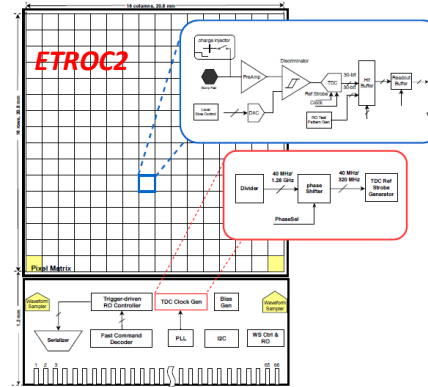 16 columns, 20.8 mm
16 rows, 20.8 mm
ETROC2
charge injector
Bump Pad
PreAmp
Discriminator
TDC
30-bit
30-bit
Hit
Buffer
Readout
Buffer
Ref Strobe
Clock
Local
Slow Control
DAC
RO Test
Pattern Gen
40 MHz/
1.28 GHz
40 MHz/
320 MHz
Divider
phase
Shifter
TDC Ref
Strobe
Generator
PhaseSel
Pixel Matrix
1.2 mm
Waveform
Sampler
Trigger-driven
RO Controller
TDC Clock Gen
Bias
Gen
Waveform
Sampler
Serializer
Fast Command
Decoder
PLL
I2C
WS Ctrl &
RO
1 2 3 65 66